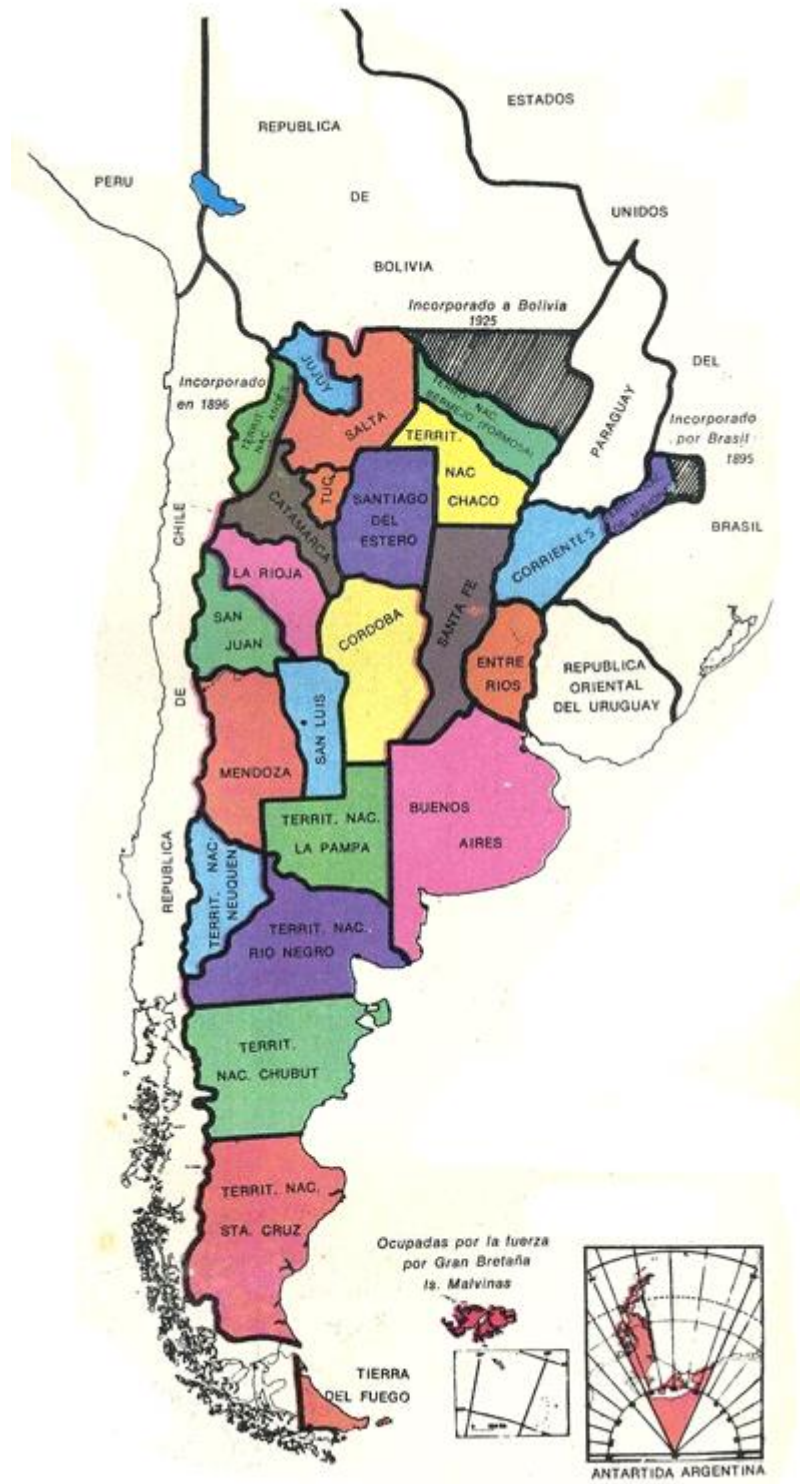 ESTADOS
REPUBLICA
PERU
DE
UNIDOS
BOLIVIA
Incorporado a Bolivia
1925
DEL
Incorporado
en 1896
JUJUY
TERRIT.
NAC. ANDES
SALTA
TERRIT. NAC.
BERMEJO (FORMOSA)
PARAGUAY
Incorporado
por Brasil
1895
TERRIT.
NAC
CHACO
TUC.
SANTIAGO
DEL
ESTERO
CATAMARCA
CHILE
BRASIL
CORRIENTES
LA RIOJA
SANTA FE
SAN
JUAN
CORDOBA
ENTRE
RIOS
REPUBLICA
ORIENTAL
DEL URUGUAY
DE
SAN LUIS
MENDOZA
BUENOS
AIRES
TERRIT. NAC.
LA PAMPA
REPUBLICA
TERRIT. NAC
NEUQUEN
TERRIT. NAC.
RIO NEGRO
TERRIT.
NAC. CHUBUT
TERRIT. NAC.
STA. CRUZ
Ocupadas por la fuerza
por Gran Bretaña
Is. Malvinas
TIERRA
DEL FUEGO
ANTARTIDA ARGENTINA